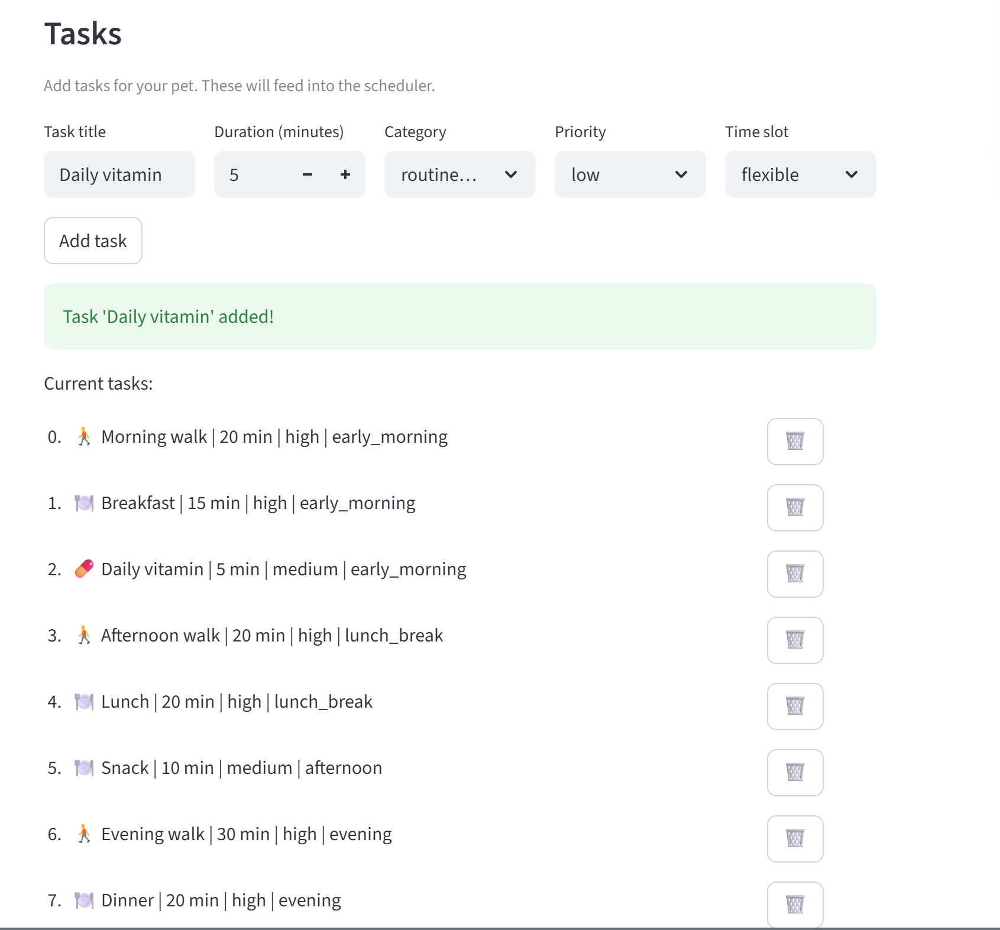 Tasks
Add tasks for your pet. These will feed into the scheduler.
Task title Duration (minutes) Category Priority Time slot
Daily vitamin 5 − + routine… low flexible
Add task
Task 'Daily vitamin' added!
Current tasks:
0. Morning walk | 20 min | high | early_morning
1. Breakfast | 15 min | high | early_morning
2. Daily vitamin | 5 min | medium | early_morning
3. Afternoon walk | 20 min | high | lunch_break
4. Lunch | 20 min | high | lunch_break
5. Snack | 10 min | medium | afternoon
6. Evening walk | 30 min | high | evening
7. Dinner | 20 min | high | evening